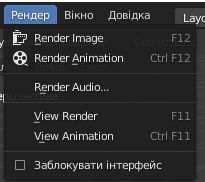 Рендер Вікно Довідка Layo
Render Image F12
Render Animation Ctrl F12
Render Audio...
View Render F11
View Animation Ctrl F11
Заблокувати інтерфейс